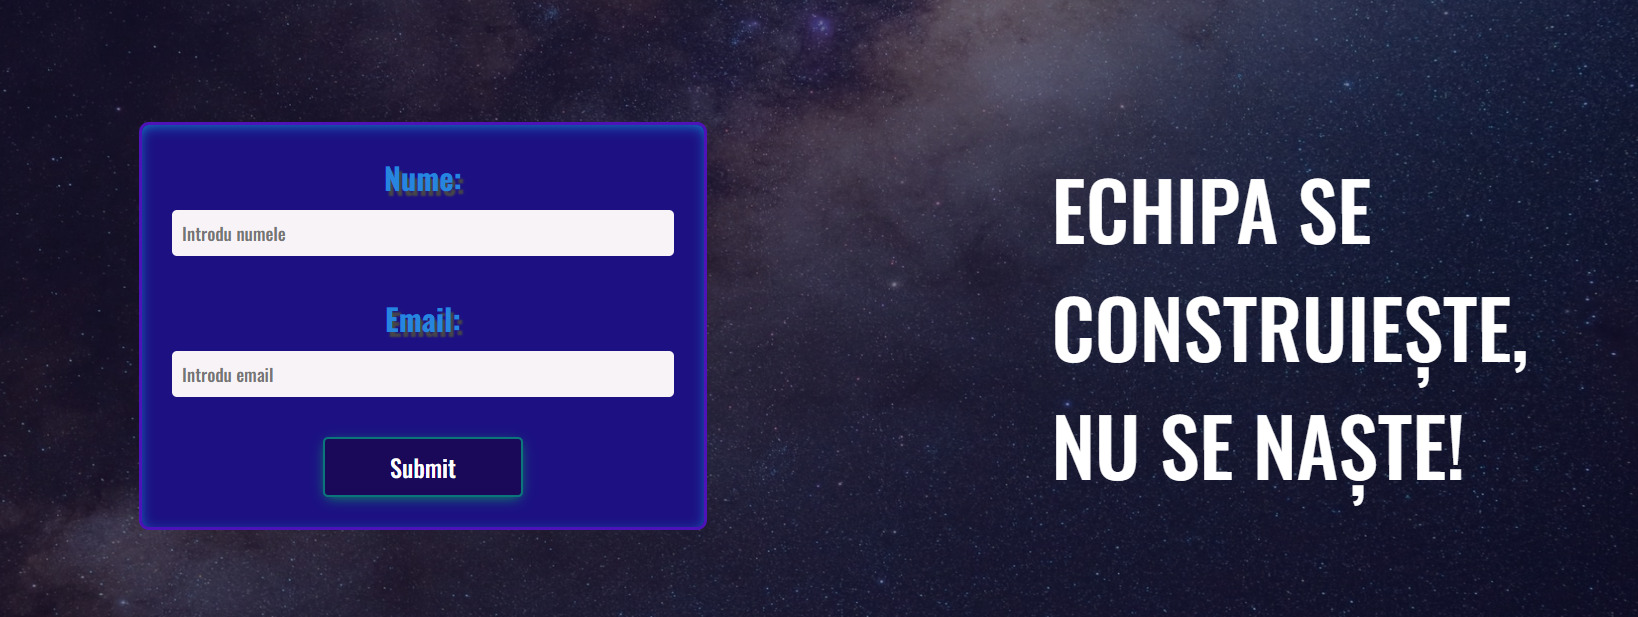 Nume:
Introdu numele
Email:
Introdu email
Submit
ECHIPA SE
CONSTRUIEȘTE,
NU SE NAȘTE!